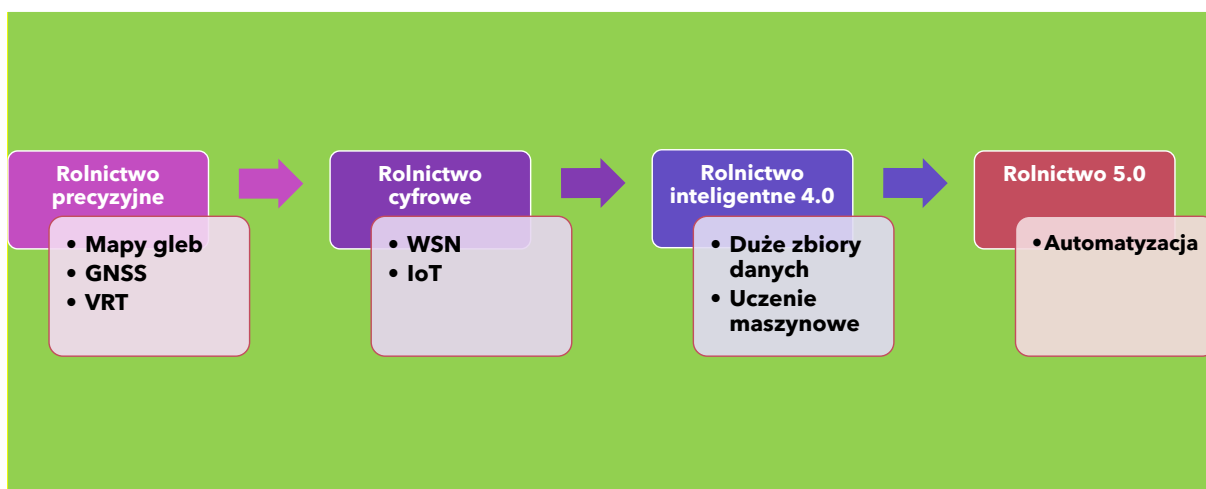 Rolnictwo
precyzyjne
• Mapy gleb
• GNSS
• VRT
Rolnictwo
cyfrowe
• WSN
• IoT
Rolnictwo
inteligentne 4.0
• Duże zbiory
danych
• Uczenie
maszynowe
Rolnictwo 5.0
•Automatyzacja